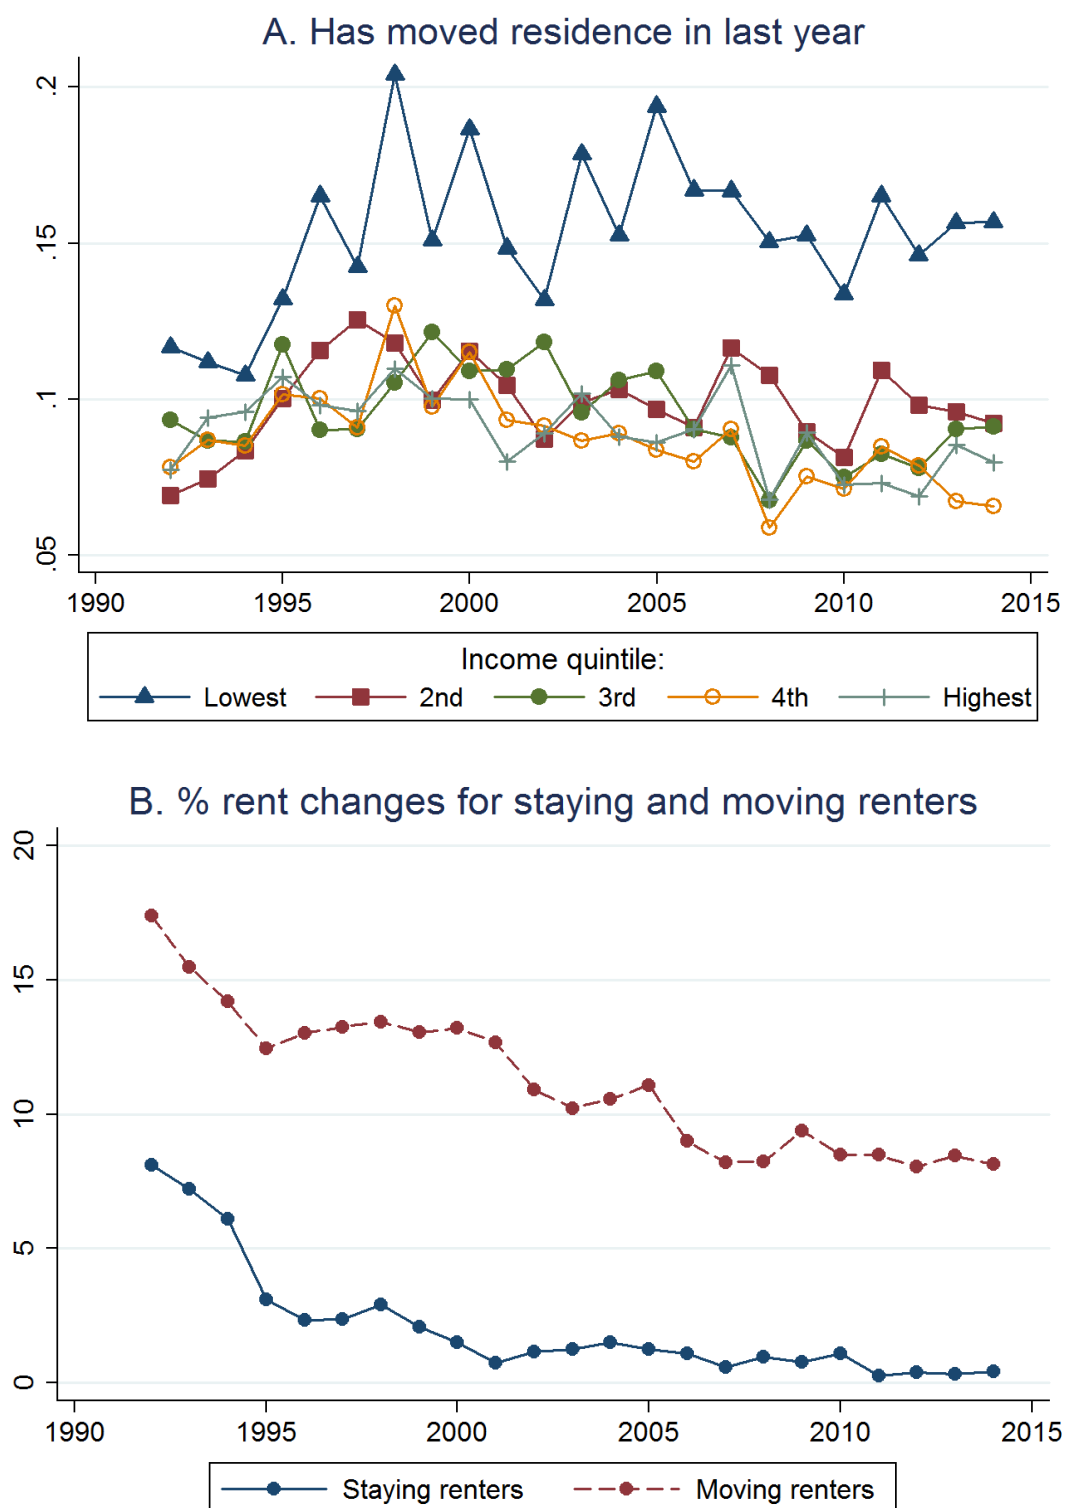 A. Has moved residence in last year
.2
.15
.1
.05
1990 1995 2000 2005 2010 2015
Income quintile:
Lowest 2nd 3rd 4th Highest
B. % rent changes for staying and moving renters
20
15
10
5
0
1990 1995 2000 2005 2010 2015
Staying renters Moving renters